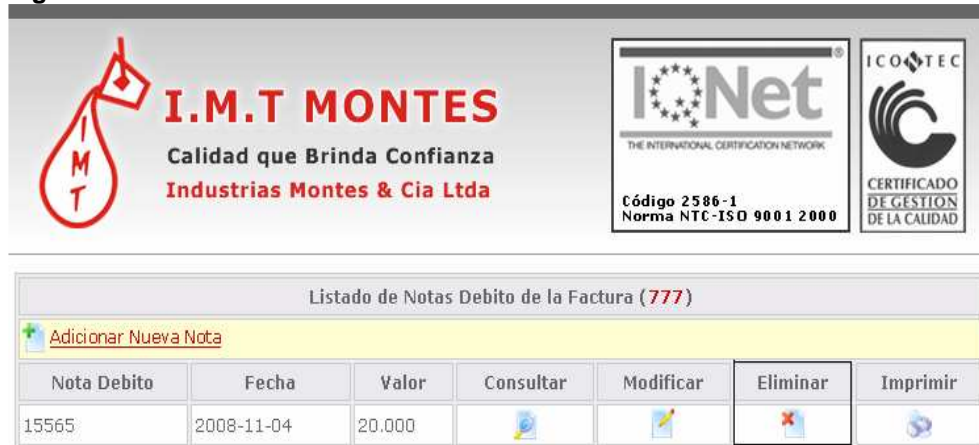 I.M.T MONTES
Calidad que Brinda Confianza
Industrias Montes & Cia Ltda
I
M
T
IQNet ®
THE INTERNATIONAL CERTIFICATION NETWORK
Código 2586-1
Norma NTC-ISO 9001 2000
ICONTEC
CERTIFICADO
DE GESTION
DE LA CALIDAD
Listado de Notas Debito de la Factura (777)
Adicionar Nueva Nota
Nota Debito Fecha Valor Consultar Modificar Eliminar Imprimir
15565 2008-11-04 20.000